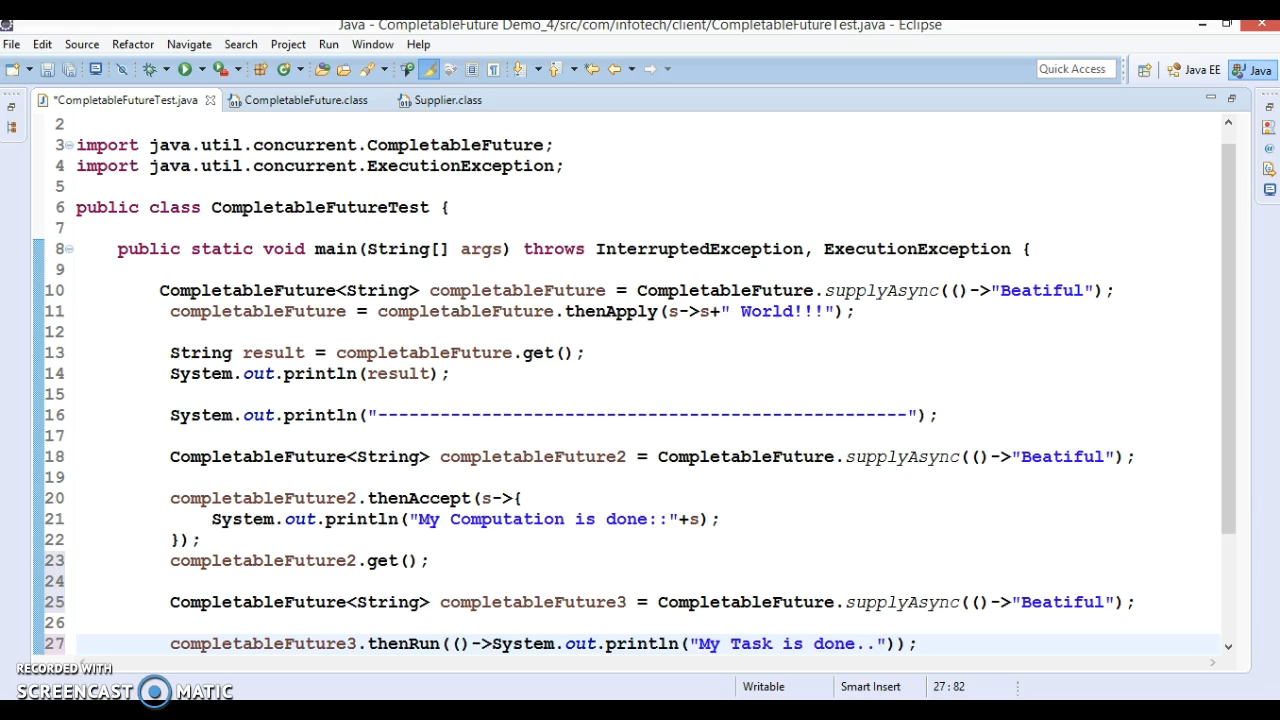 Java - CompletableFuture Demo_4/src/com/infotech/client/CompletableFutureTest.java - Eclipse
File Edit Source Refactor Navigate Search Project Run Window Help
Quick Access Java EE Java
*CompletableFutureTest.java CompletableFuture.class Supplier.class
2
3 import java.util.concurrent.CompletableFuture;
4 import java.util.concurrent.ExecutionException;
5
6 public class CompletableFutureTest {
7
8 public static void main(String[] args) throws InterruptedException, ExecutionException {
9
10 CompletableFuture<String> completableFuture = CompletableFuture.supplyAsync(()->"Beatiful");
11 completableFuture = completableFuture.thenApply(s->s+" World!!!");
12
13 String result = completableFuture.get();
14 System.out.println(result);
15
16 System.out.println("---------------------------------------------------");
17
18 CompletableFuture<String> completableFuture2 = CompletableFuture.supplyAsync(()->"Beatiful");
19
20 completableFuture2.thenAccept(s->{
21 System.out.println("My Computation is done::"+s);
22 });
23 completableFuture2.get();
24
25 CompletableFuture<String> completableFuture3 = CompletableFuture.supplyAsync(()->"Beatiful");
26
27 completableFuture3.thenRun(()->System.out.println("My Task is done.."));
RECORDED WITH
SCREENCAST MATIC
Writable Smart Insert 27 : 82